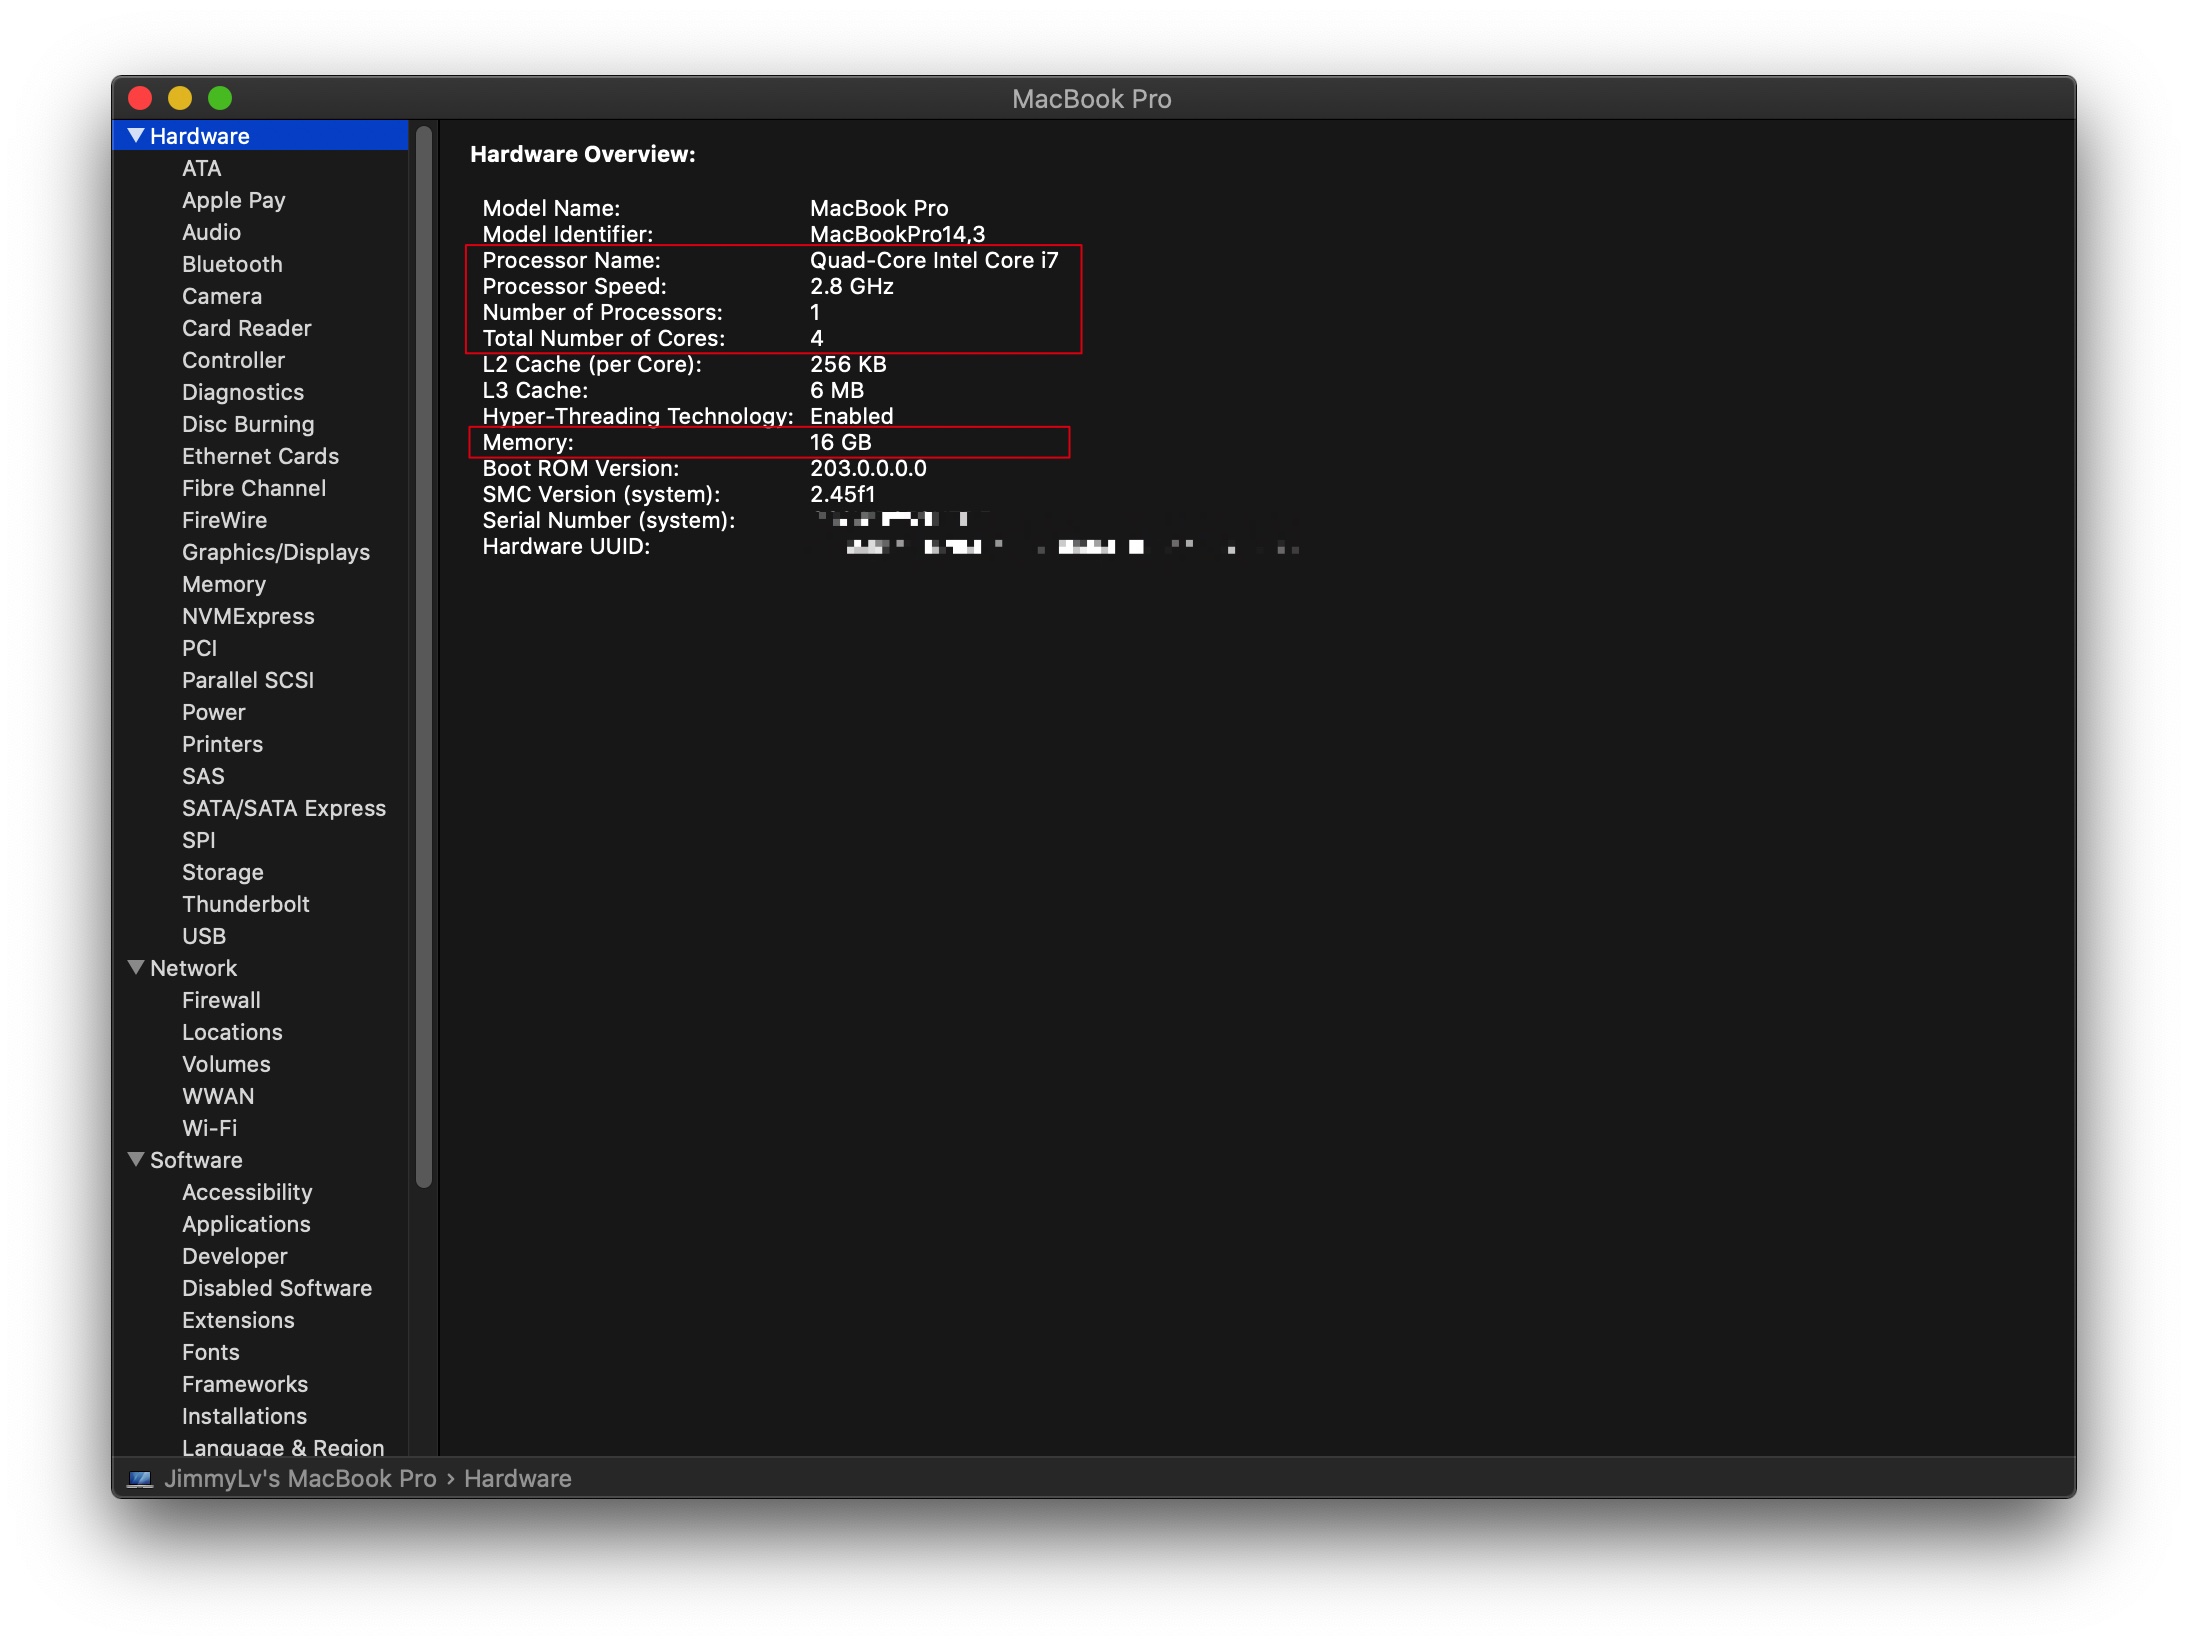 MacBook Pro
Hardware
ATA
Apple Pay
Audio
Bluetooth
Camera
Card Reader
Controller
Diagnostics
Disc Burning
Ethernet Cards
Fibre Channel
FireWire
Graphics/Displays
Memory
NVMExpress
PCI
Parallel SCSI
Power
Printers
SAS
SATA/SATA Express
SPI
Storage
Thunderbolt
USB
Network
Firewall
Locations
Volumes
WWAN
Wi-Fi
Software
Accessibility
Applications
Developer
Disabled Software
Extensions
Fonts
Frameworks
Installations
Language & Region
Hardware Overview:
Model Name: MacBook Pro
Model Identifier: MacBookPro14,3
Processor Name: Quad-Core Intel Core i7
Processor Speed: 2.8 GHz
Number of Processors: 1
Total Number of Cores: 4
L2 Cache (per Core): 256 KB
L3 Cache: 6 MB
Hyper-Threading Technology: Enabled
Memory: 16 GB
Boot ROM Version: 203.0.0.0.0
SMC Version (system): 2.45f1
Serial Number (system):
Hardware UUID:
JimmyLv's MacBook Pro › Hardware